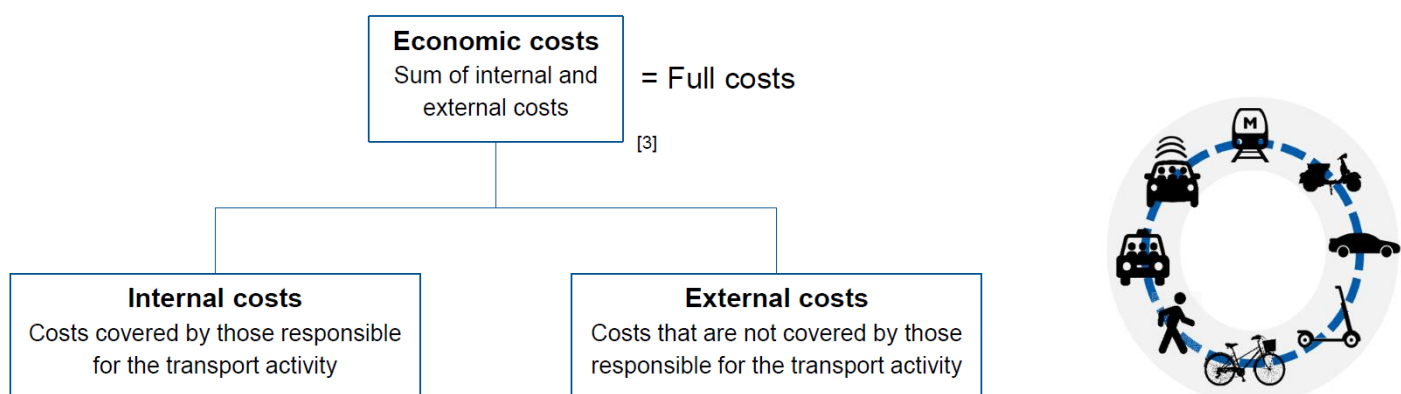 Economic costs
Sum of internal and
external costs
= Full costs
[3]
M
Internal costs
Costs covered by those responsible
for the transport activity
External costs
Costs that are not covered by those
responsible for the transport activity